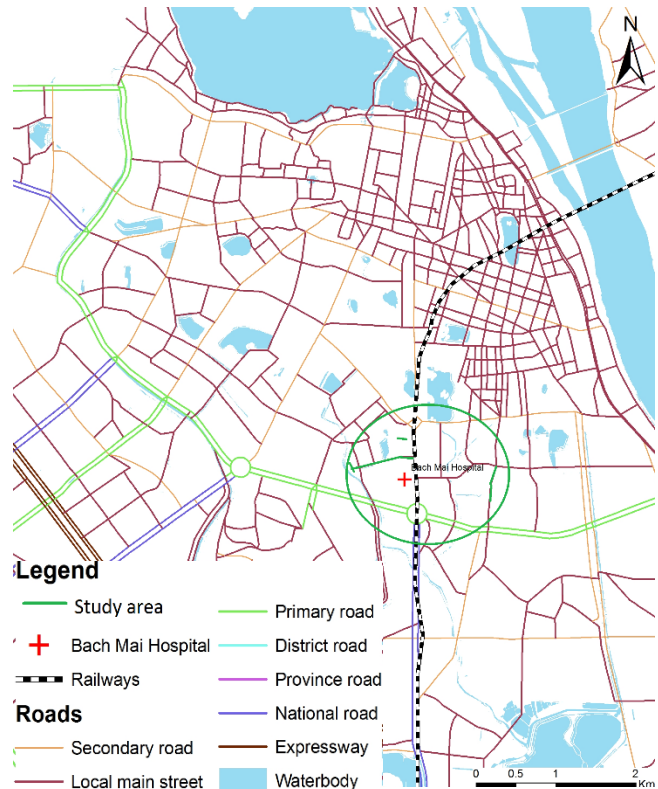 N
Bach Mai Hospital
Legend
Study area
Bach Mai Hospital
Railways
Roads
Secondary road
Local main street
Primary road
District road
Province road
National road
Expressway
Waterbody
0 0.5 1 2
Km